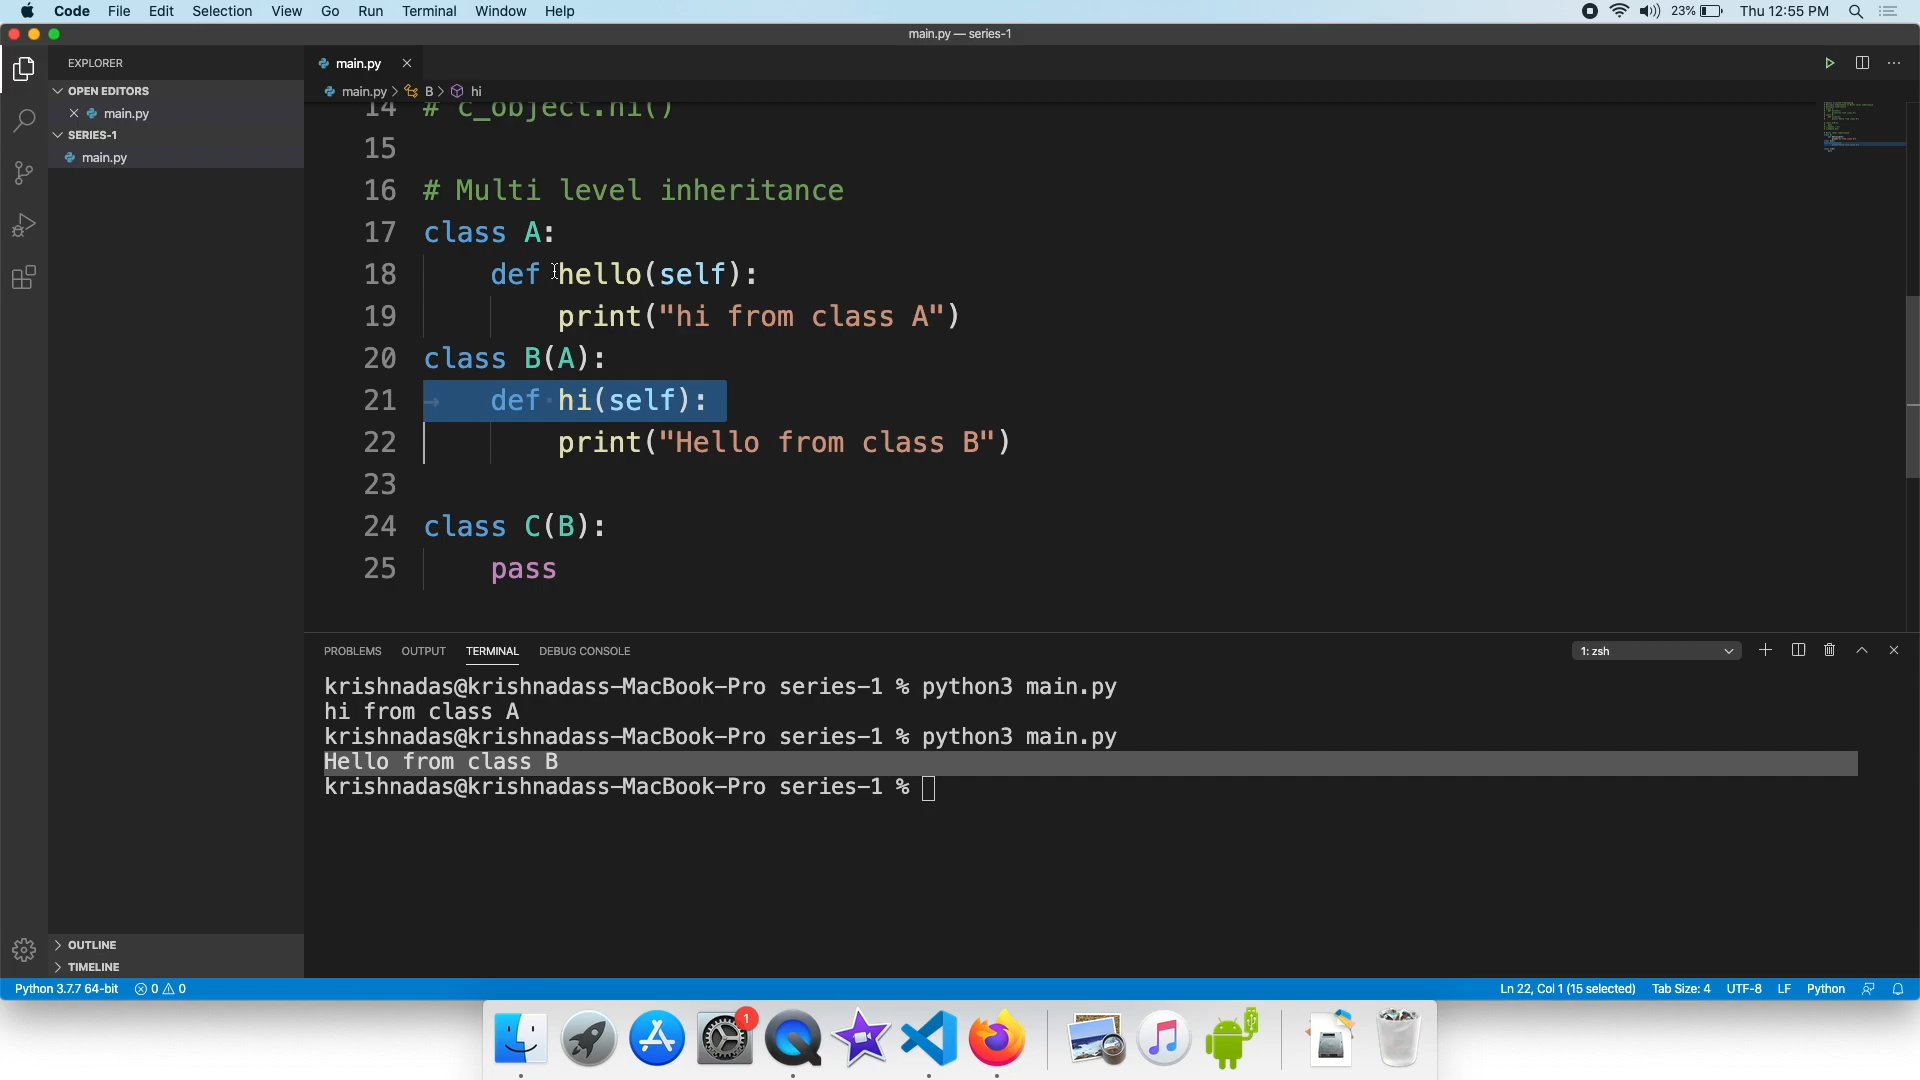 Code File Edit Selection View Go Run Terminal Window Help 23% Thu 12:55 PM
main.py — series-1
EXPLORER
main.py
OPEN EDITORS
main.py
main.py > B > hi
SERIES-1
main.py
14 # c_object.hi()
15
16 # Multi level inheritance
17 class A:
18 def hello(self):
19 print("hi from class A")
20 class B(A):
21 def hi(self):
22 print("Hello from class B")
23
24 class C(B):
25 pass
PROBLEMS OUTPUT TERMINAL DEBUG CONSOLE 1: zsh
krishnadas@krishnadass-MacBook-Pro series-1 % python3 main.py
hi from class A
krishnadas@krishnadass-MacBook-Pro series-1 % python3 main.py
Hello from class B
krishnadas@krishnadass-MacBook-Pro series-1 %
OUTLINE
TIMELINE
Python 3.7.7 64-bit 0 0 Ln 22, Col 1 (15 selected) Tab Size: 4 UTF-8 LF Python
1